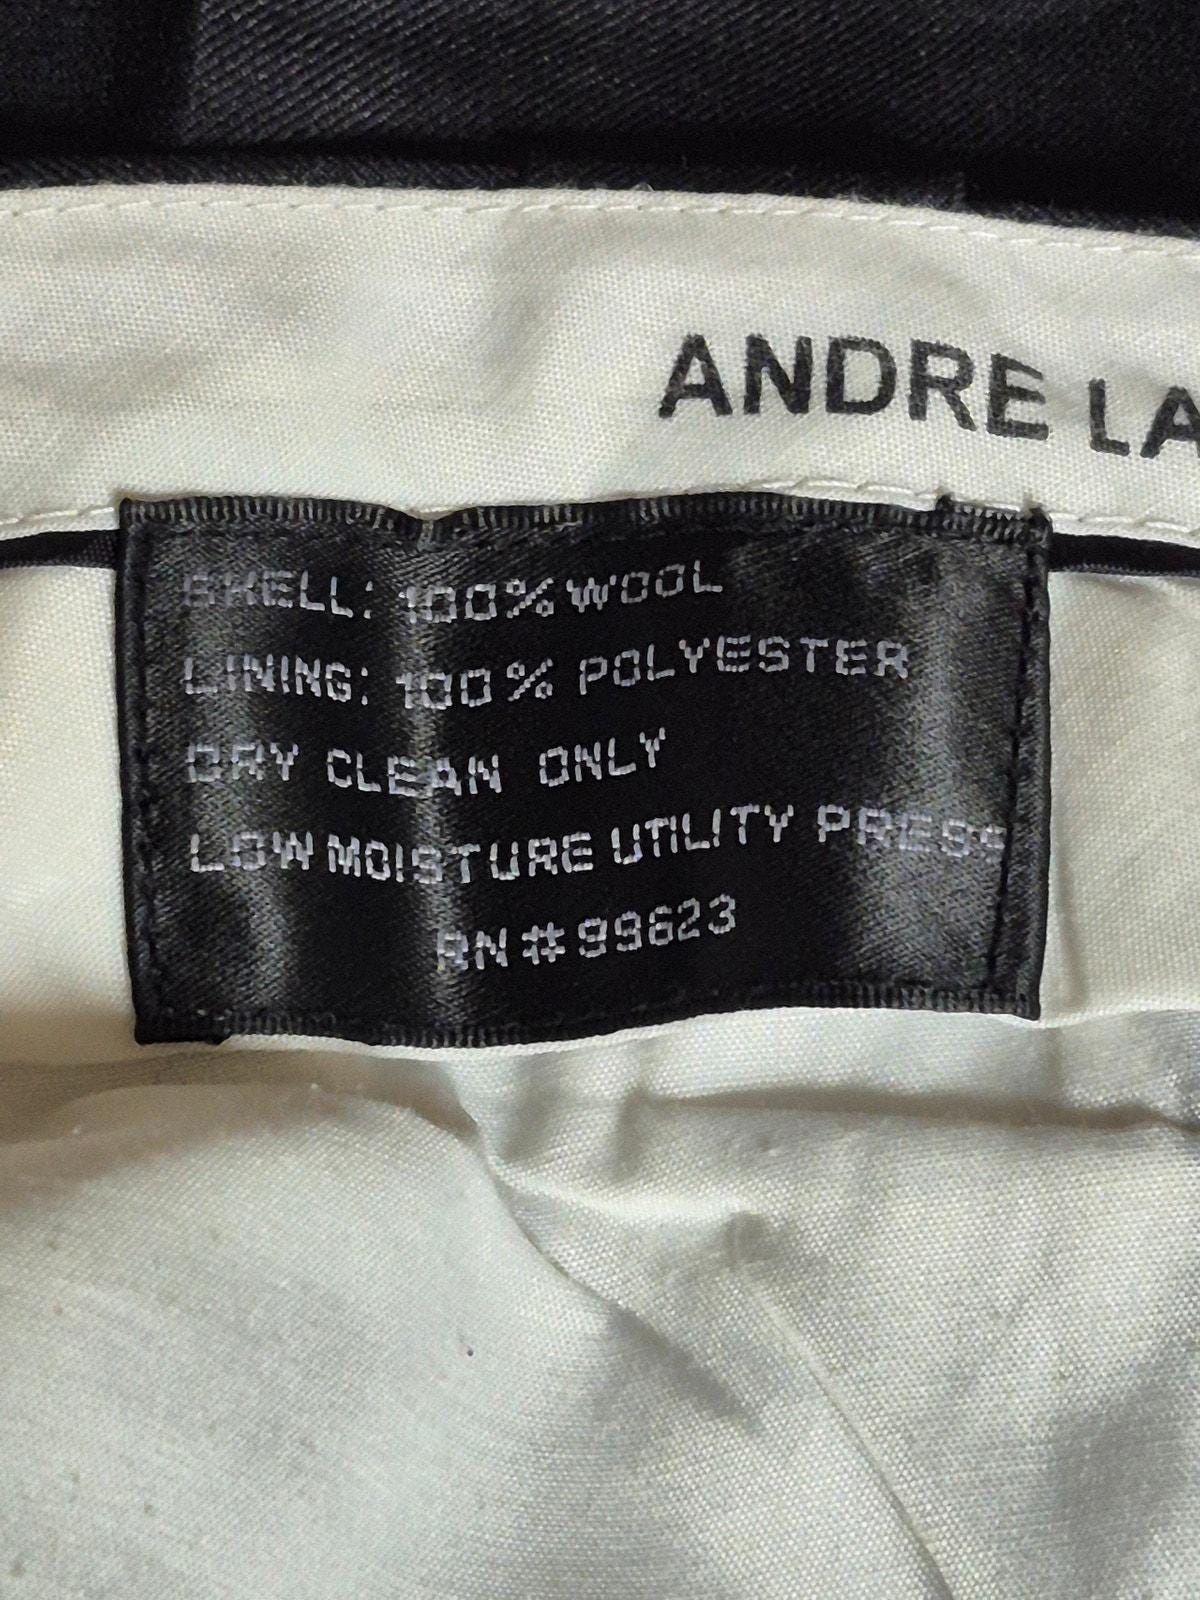 ANDRE LA
SHELL: 100% WOOL
LINING: 100% POLYESTER
DRY CLEAN ONLY
LOW MOISTURE UTILITY PRESS
RN# 99623